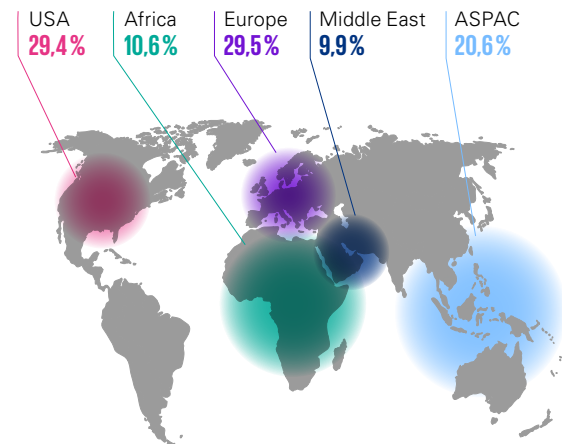 USA
29,4 %
Africa
10,6 %
Europe
29,5 %
Middle East
9,9 %
ASPAC
20,6 %